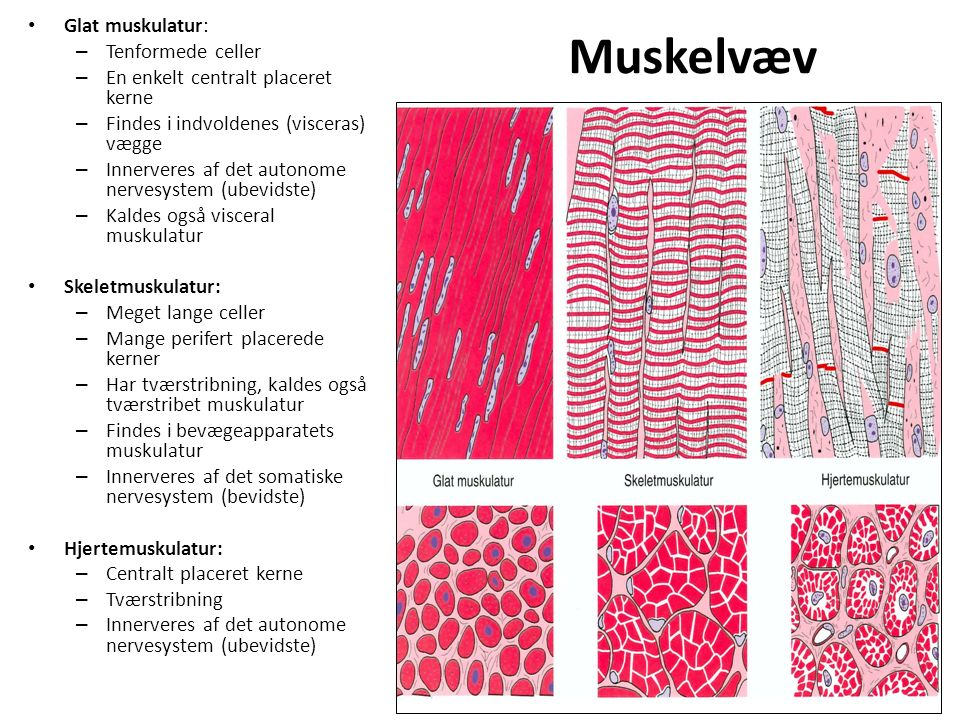 Muskelvæv
• Glat muskulatur:
– Tenformede celler
– En enkelt centralt placeret
kerne
– Findes i indvoldenes (visceras)
vægge
– Innerveres af det autonome
nervesystem (ubevidste)
– Kaldes også visceral
muskulatur
• Skeletmuskulatur:
– Meget lange celler
– Mange perifert placerede
kerner
– Har tværstribning, kaldes også
tværstribet muskulatur
– Findes i bevægeapparatets
muskulatur
– Innerveres af det somatiske
nervesystem (bevidste)
• Hjertemuskulatur:
– Centralt placeret kerne
– Tværstribning
– Innerveres af det autonome
nervesystem (ubevidste)
Glat muskulatur
Skeletmuskulatur
Hjertemuskulatur